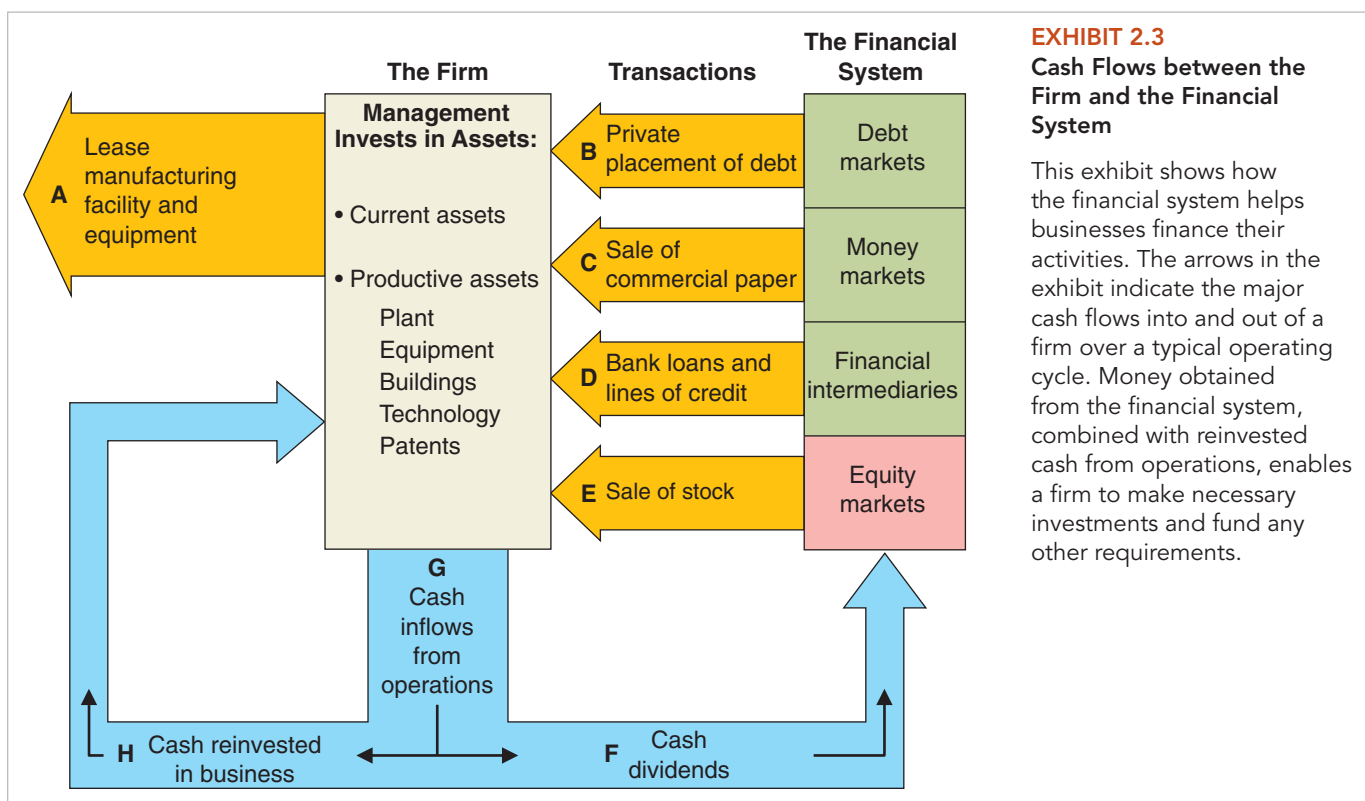 The Firm
Transactions
The Financial
System
A
Lease
manufacturing
facility and
equipment
Management
Invests in Assets:
• Current assets
• Productive assets
Plant
Equipment
Buildings
Technology
Patents
B Private
placement of debt
C Sale of
commercial paper
D Bank loans and
lines of credit
E Sale of stock
Debt
markets
Money
markets
Financial
intermediaries
Equity
markets
G
Cash
inflows
from
operations
H Cash reinvested
in business
F Cash
dividends
EXHIBIT 2.3
Cash Flows between the
Firm and the Financial
System
This exhibit shows how
the financial system helps
businesses finance their
activities. The arrows in the
exhibit indicate the major
cash flows into and out of a
firm over a typical operating
cycle. Money obtained
from the financial system,
combined with reinvested
cash from operations, enables
a firm to make necessary
investments and fund any
other requirements.